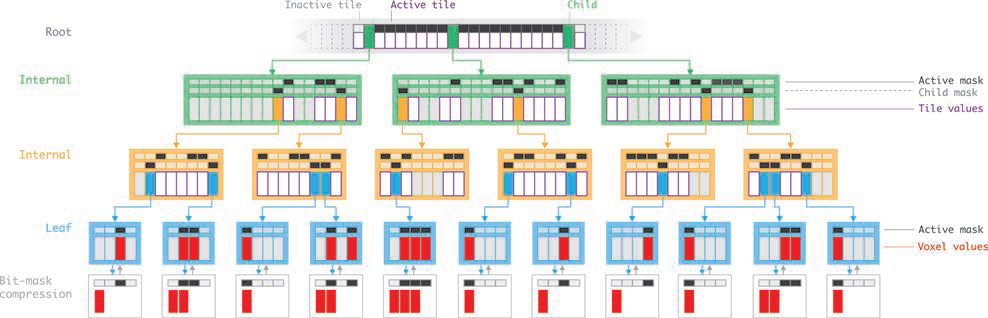 Inactive tile Active tile Child
Root
Internal
Active mask
Child mask
Tile values
Internal
Leaf
Active mask
Voxel values
Bit-mask
compression